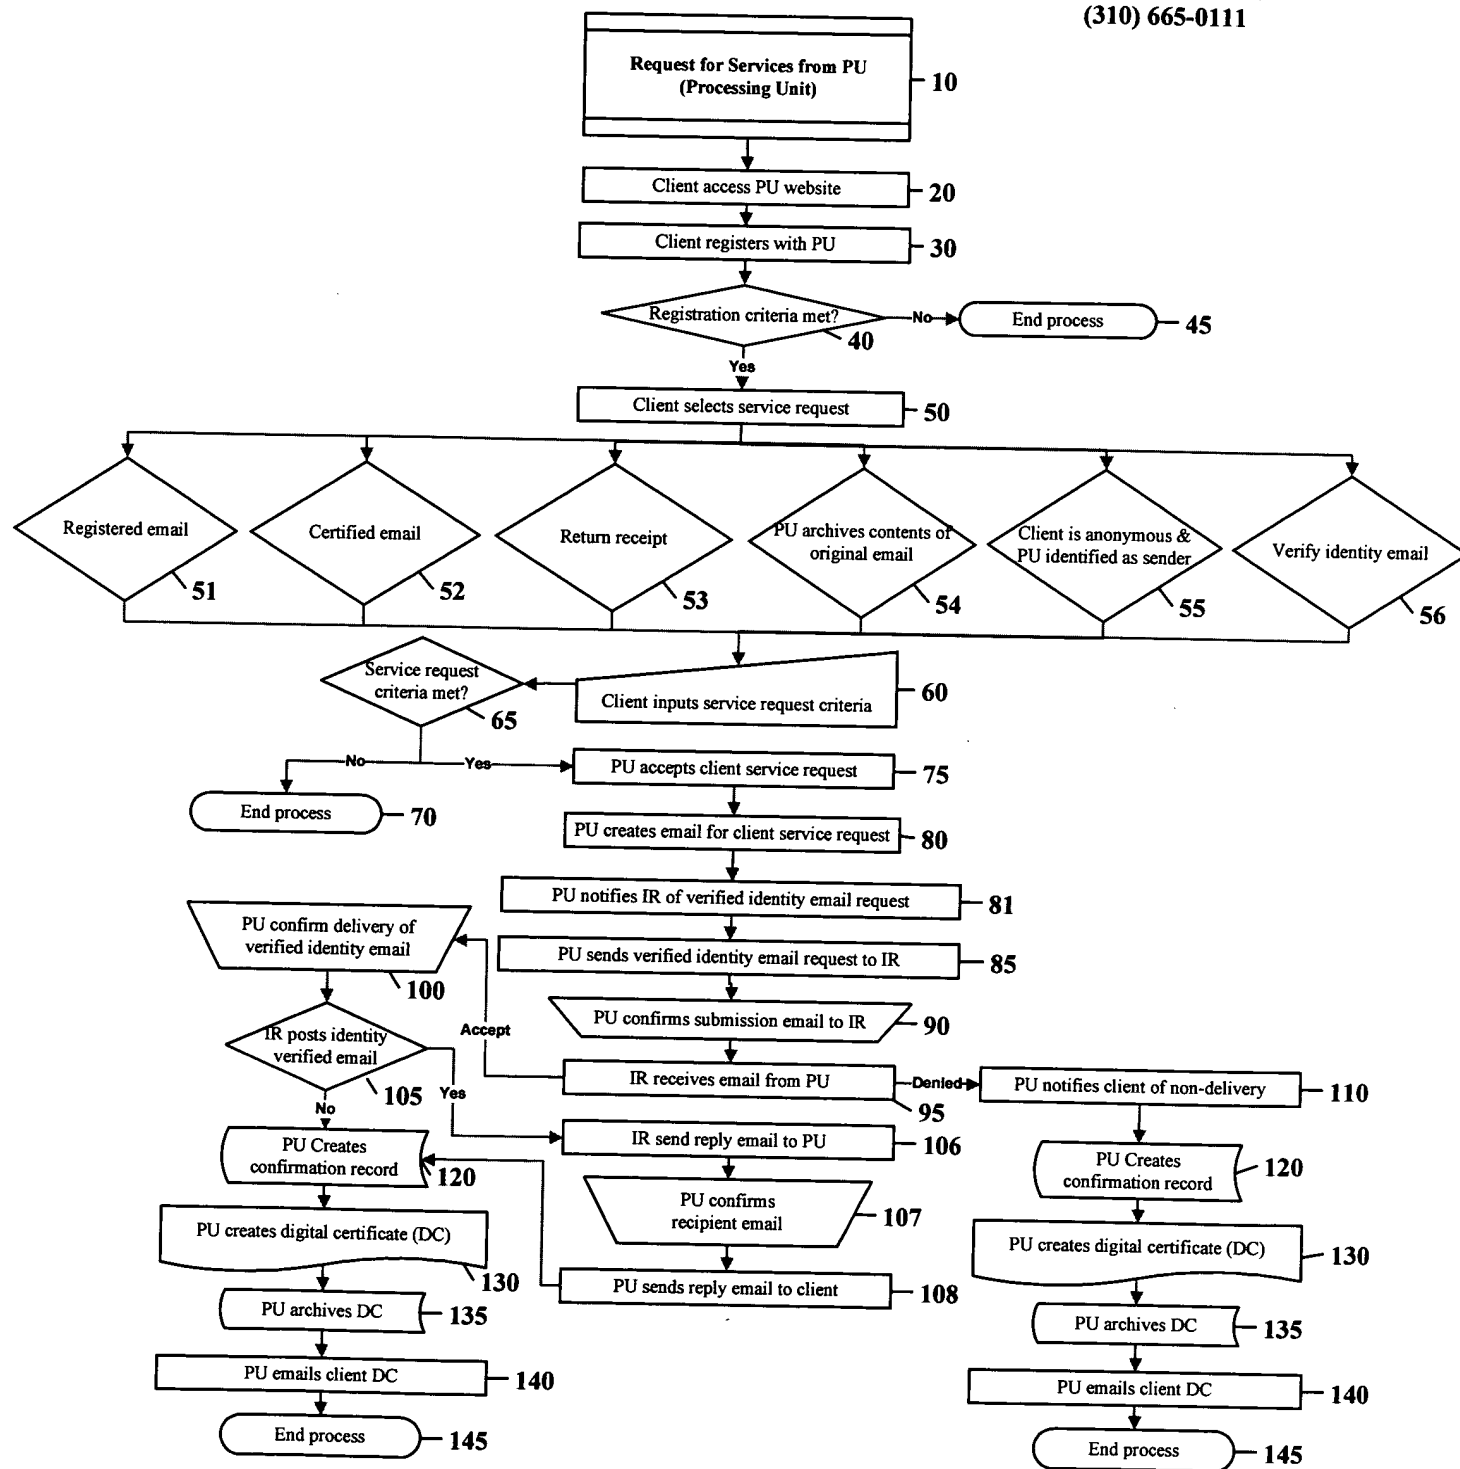 (310) 665-0111
Request for Services from PU
(Processing Unit)
10
Client access PU website
20
Client registers with PU
30
Registration criteria met?
40
No
End process
45
Yes
Client selects service request
50
Registered email
51
Certified email
52
Return receipt
53
PU archives contents of
original email
54
Client is anonymous &
PU identified as sender
55
Verify identity email
56
Service request
criteria met?
65
Client inputs service request criteria
60
No
Yes
PU accepts client service request
75
End process
70
PU creates email for client service request
80
PU notifies IR of verified identity email request
81
PU confirm delivery of
verified identity email
100
PU sends verified identity email request to IR
85
PU confirms submission email to IR
90
Accept
IR posts identity
verified email
105
IR receives email from PU
95
Denied
PU notifies client of non-delivery
110
No
Yes
IR send reply email to PU
106
PU Creates
confirmation record
120
PU Creates
confirmation record
120
PU confirms
recipient email
107
PU creates digital certificate (DC)
130
PU creates digital certificate (DC)
130
PU sends reply email to client
108
PU archives DC
135
PU archives DC
135
PU emails client DC
140
PU emails client DC
140
End process
145
End process
145